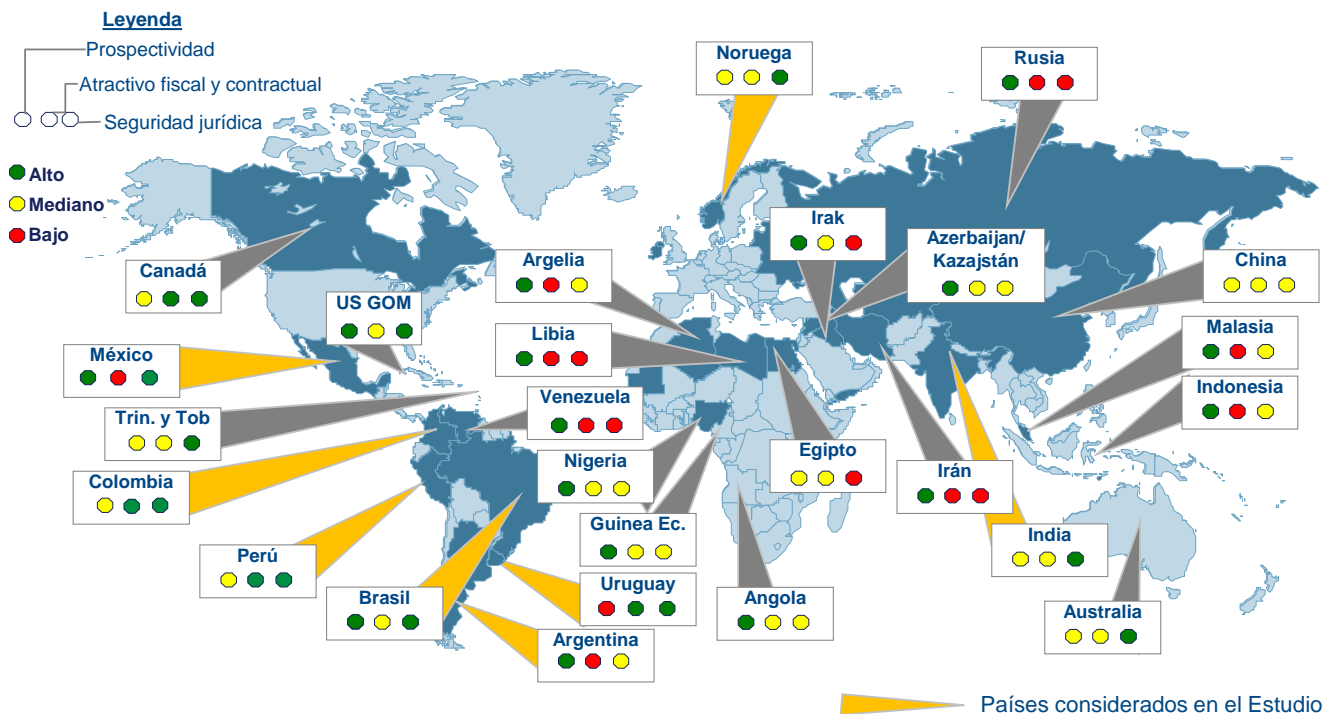 Leyenda
Prospectividad
Atractivo fiscal y contractual
Seguridad jurídica
Alto
Mediano
Bajo
Noruega
Rusia
Irak
Azerbaijan/
Kazajstán
China
Canadá
US GOM
Argelia
Libia
México
Malasia
Indonesia
Trin. y Tob
Venezuela
Colombia
Nigeria
Egipto
Irán
Guinea Ec.
India
Perú
Brasil
Uruguay
Angola
Australia
Argentina
Países considerados en el Estudio